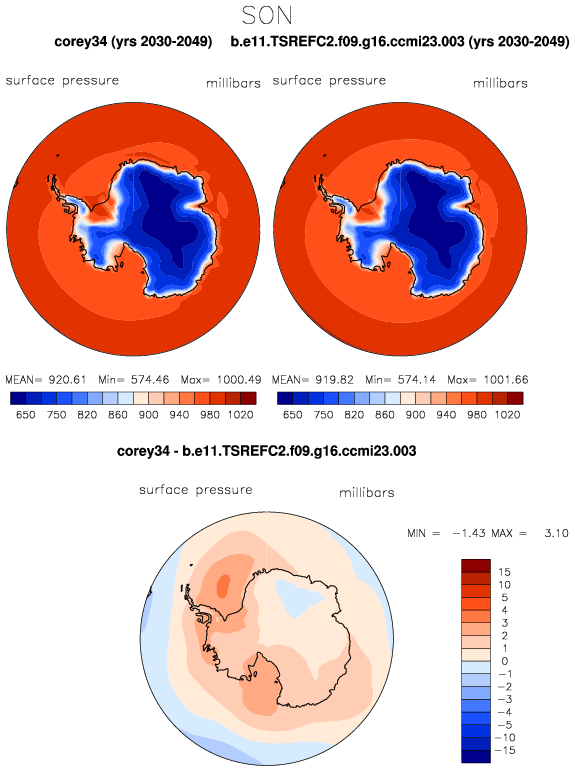 SON
corey34 (yrs 2030-2049) b.e11.TSREFC2.f09.g16.ccmi23.003 (yrs 2030-2049)
surface pressure millibars surface pressure millibars
MEAN= 920.61 Min= 574.46 Max= 1000.49 MEAN= 919.82 Min= 574.14 Max= 1001.66
650 750 820 860 900 940 980 1020 650 750 820 860 900 940 980 1020
corey34 - b.e11.TSREFC2.f09.g16.ccmi23.003
surface pressure millibars
MIN = -1.43 MAX = 3.10
15
10
5
4
3
2
1
0
-1
-2
-3
-4
-5
-10
-15